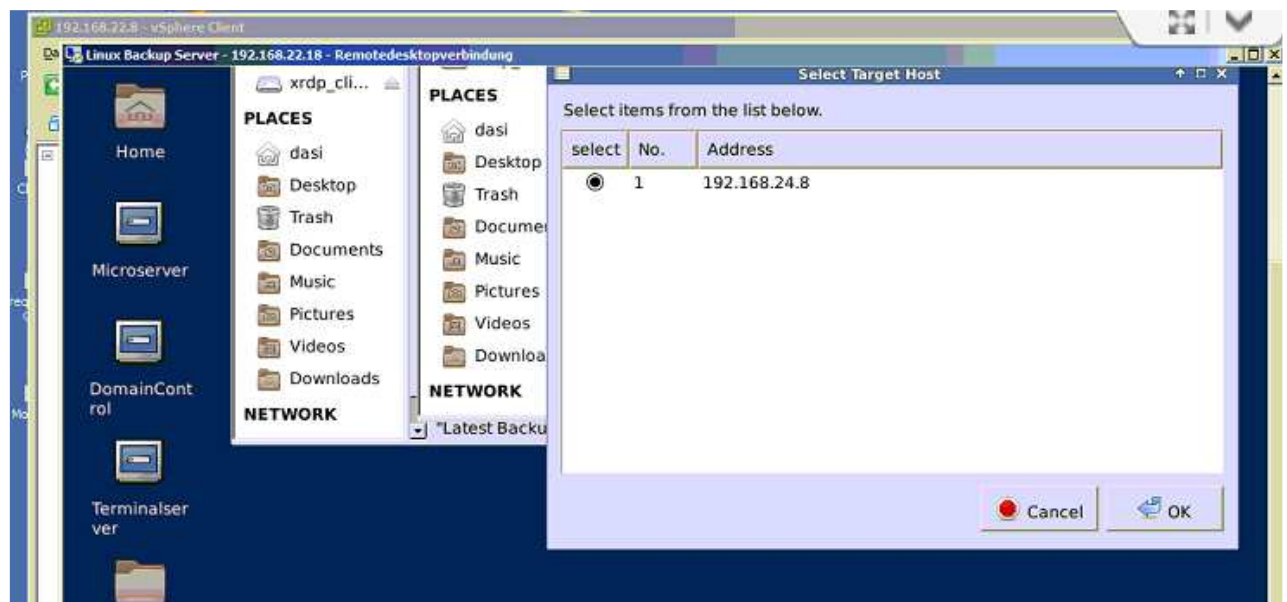 192.168.22.8 - vSphere Client
Da
Linux Backup Server - 192.168.22.18 - Remotedesktopverbindung
Home
Microserver
DomainCont
rol
Terminalser
ver
xrdp_cli...
PLACES
dasi
Desktop
Trash
Documents
Music
Pictures
Videos
Downloads
NETWORK
PLACES
dasi
Desktop
Trash
Documei
Music
Pictures
Videos
Downloa
NETWORK
"Latest Backu
Select Target Host
Select items from the list below.
select No. Address
1 192.168.24.8
Cancel OK